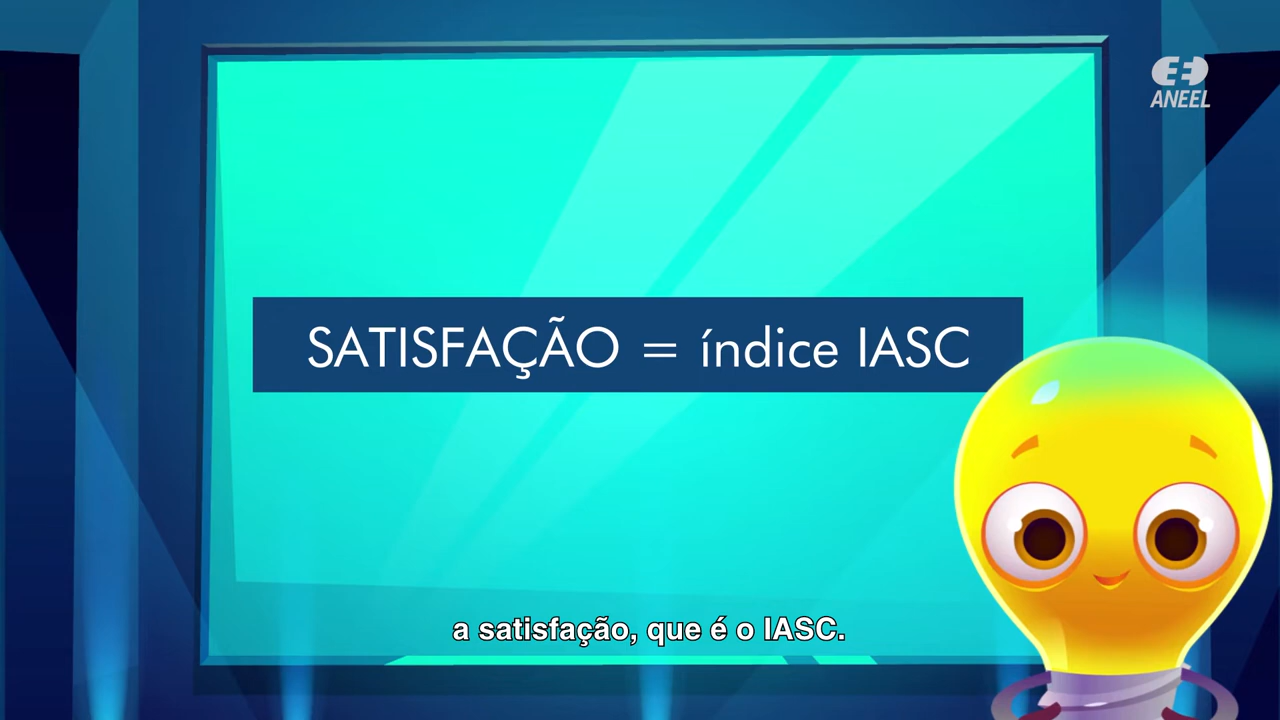 ANEEL
SATISFAÇÃO = índice IASC
a satisfação, que é o IASC.